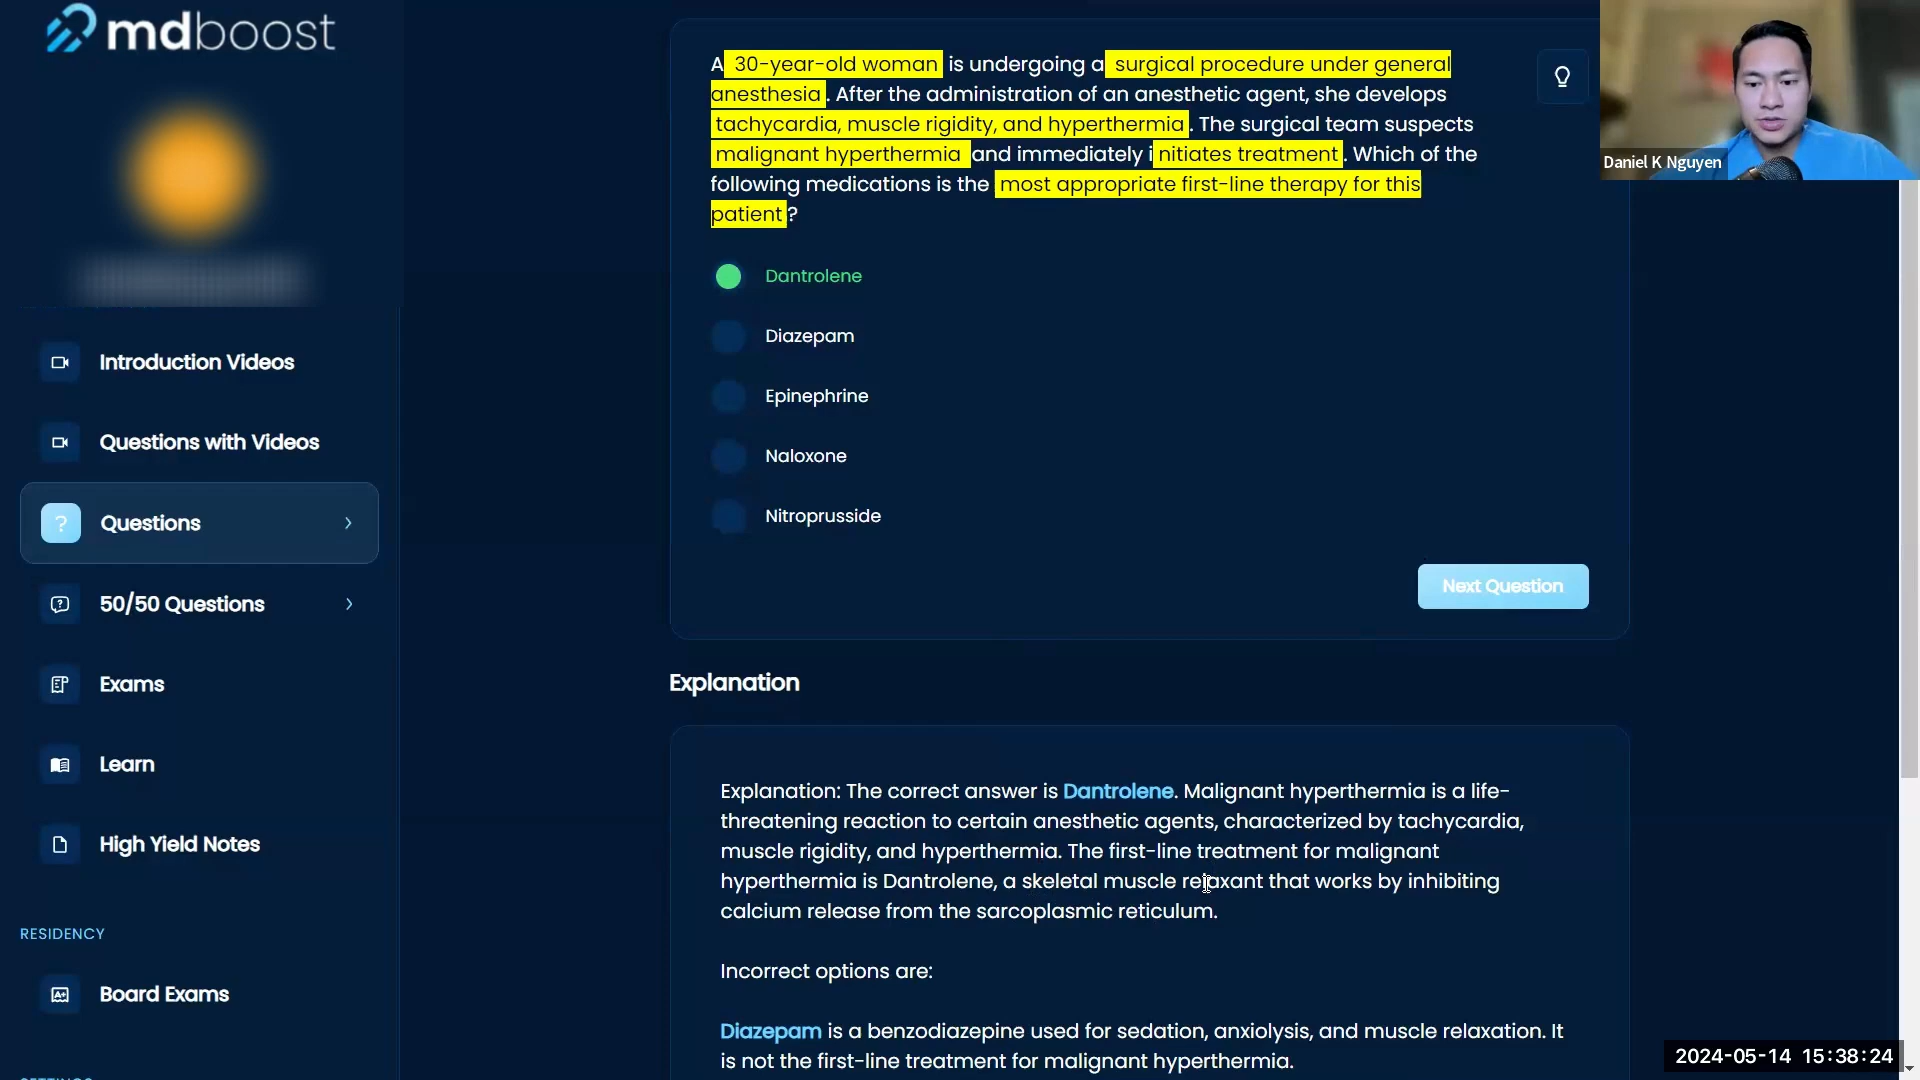 mdboost
Introduction Videos
Questions with Videos
Questions
50/50 Questions
Exams
Learn
High Yield Notes
RESIDENCY
Board Exams
A 30-year-old woman is undergoing a surgical procedure under general
anesthesia. After the administration of an anesthetic agent, she develops
tachycardia, muscle rigidity, and hyperthermia. The surgical team suspects
malignant hyperthermia and immediately initiates treatment. Which of the
following medications is the most appropriate first-line therapy for this
patient?
Dantrolene
Diazepam
Epinephrine
Naloxone
Nitroprusside
Next Question
Explanation
Explanation: The correct answer is Dantrolene. Malignant hyperthermia is a life-
threatening reaction to certain anesthetic agents, characterized by tachycardia,
muscle rigidity, and hyperthermia. The first-line treatment for malignant
hyperthermia is Dantrolene, a skeletal muscle relaxant that works by inhibiting
calcium release from the sarcoplasmic reticulum.
Incorrect options are:
Diazepam is a benzodiazepine used for sedation, anxiolysis, and muscle relaxation. It
is not the first-line treatment for malignant hyperthermia.
Daniel K Nguyen
2024-05-14 15:38:24